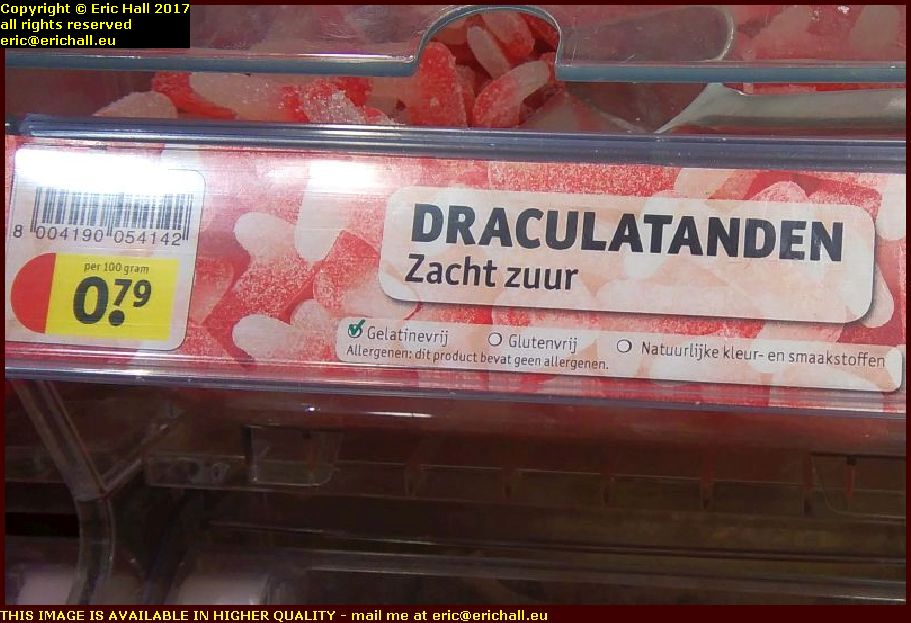 Copyright © Eric Hall 2017
all rights reserved
eric@erichall.eu
8 004190 054142
per 100 gram
0.79
DRACULATANDEN
Zacht zuur
Gelatinevrij Glutenvrij Natuurlijke kleur- en smaakstoffen
Allergenen: dit product bevat geen allergenen.
THIS IMAGE IS AVAILABLE IN HIGHER QUALITY - mail me at eric@erichall.eu